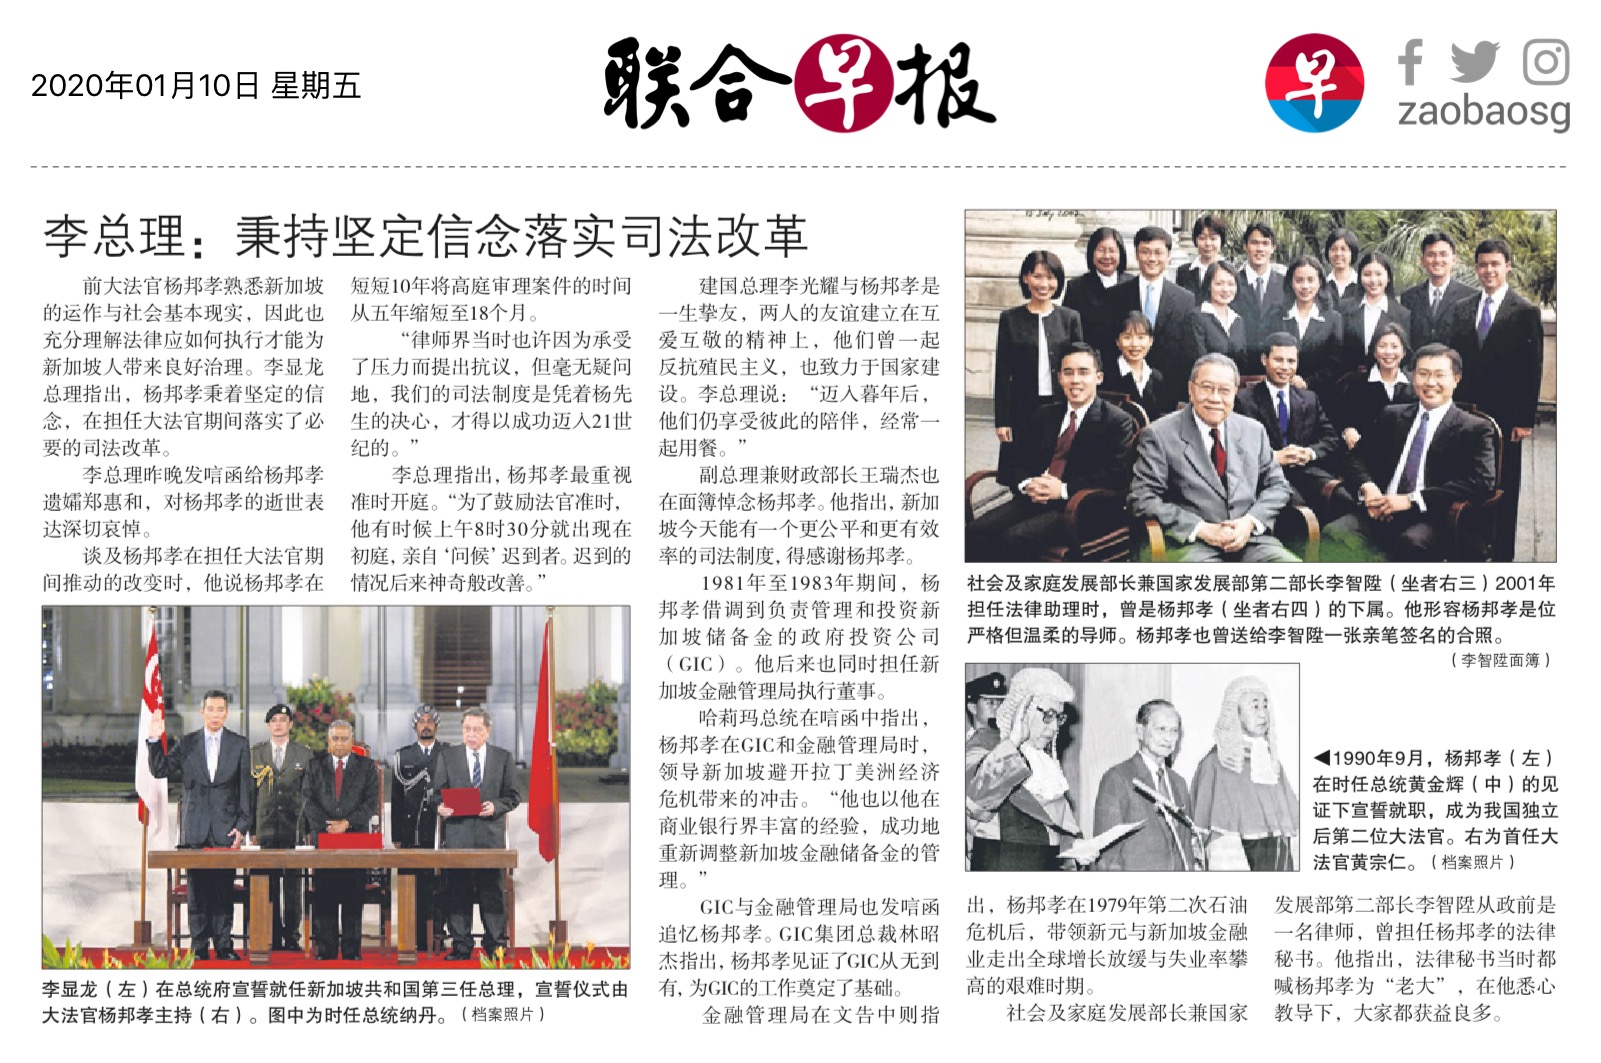 2020年01月10日 星期五
联合早报
早
zaobaosg
李总理：秉持坚定信念落实司法改革
前大法官杨邦孝熟悉新加坡
的运作与社会基本现实，因此也
充分理解法律应如何执行才能为
新加坡人带来良好治理。李显龙
总理指出，杨邦孝秉着坚定的信
念，在担任大法官期间落实了必
要的司法改革。
李总理昨晚发唁函给杨邦孝
遗孀郑惠和，对杨邦孝的逝世表
达深切哀悼。
谈及杨邦孝在担任大法官期
间推动的改变时，他说杨邦孝在
短短10年将高庭审理案件的时间
从五年缩短至18个月。
“律师界当时也许因为承受
了压力而提出抗议，但毫无疑问
地，我们的司法制度是凭着杨先
生的决心，才得以成功迈入21世
纪的。”
李总理指出，杨邦孝最重视
准时开庭。“为了鼓励法官准时，
他有时候上午8时30分就出现在
初庭，亲自‘问候’迟到者。迟到的
情况后来神奇般改善。”
李显龙（左）在总统府宣誓就任新加坡共和国第三任总理，宣誓仪式由
大法官杨邦孝主持（右）。图中为时任总统纳丹。（档案照片）
建国总理李光耀与杨邦孝是
一生挚友，两人的友谊建立在互
爱互敬的精神上，他们曾一起
反抗殖民主义，也致力于国家建
设。李总理说：“迈入暮年后，
他们仍享受彼此的陪伴，经常一
起用餐。”
副总理兼财政部长王瑞杰也
在面簿悼念杨邦孝。他指出，新加
坡今天能有一个更公平和更有效
率的司法制度，得感谢杨邦孝。
1981年至1983年期间，杨
邦孝借调到负责管理和投资新
加坡储备金的政府投资公司
（GIC）。他后来也同时担任新
加坡金融管理局执行董事。
哈莉玛总统在唁函中指出，
杨邦孝在GIC和金融管理局时，
领导新加坡避开拉丁美洲经济
危机带来的冲击。“他也以他在
商业银行界丰富的经验，成功地
重新调整新加坡金融储备金的管
理。”
GIC与金融管理局也发唁函
追忆杨邦孝。GIC集团总裁林昭
杰指出，杨邦孝见证了GIC从无到
有，为GIC的工作奠定了基础。
金融管理局在文告中则指
社会及家庭发展部长兼国家发展部第二部长李智陞（坐者右三）2001年
担任法律助理时，曾是杨邦孝（坐者右四）的下属。他形容杨邦孝是位
严格但温柔的导师。杨邦孝也曾送给李智陞一张亲笔签名的合照。
（李智陞面簿）
◀1990年9月，杨邦孝（左）
在时任总统黄金辉（中）的见
证下宣誓就职，成为我国独立
后第二位大法官。右为首任大
法官黄宗仁。（档案照片）
出，杨邦孝在1979年第二次石油
危机后，带领新元与新加坡金融
业走出全球增长放缓与失业率攀
高的艰难时期。
社会及家庭发展部长兼国家
发展部第二部长李智陞从政前是
一名律师，曾担任杨邦孝的法律
秘书。他指出，法律秘书当时都
喊杨邦孝为“老大”，在他悉心
教导下，大家都获益良多。